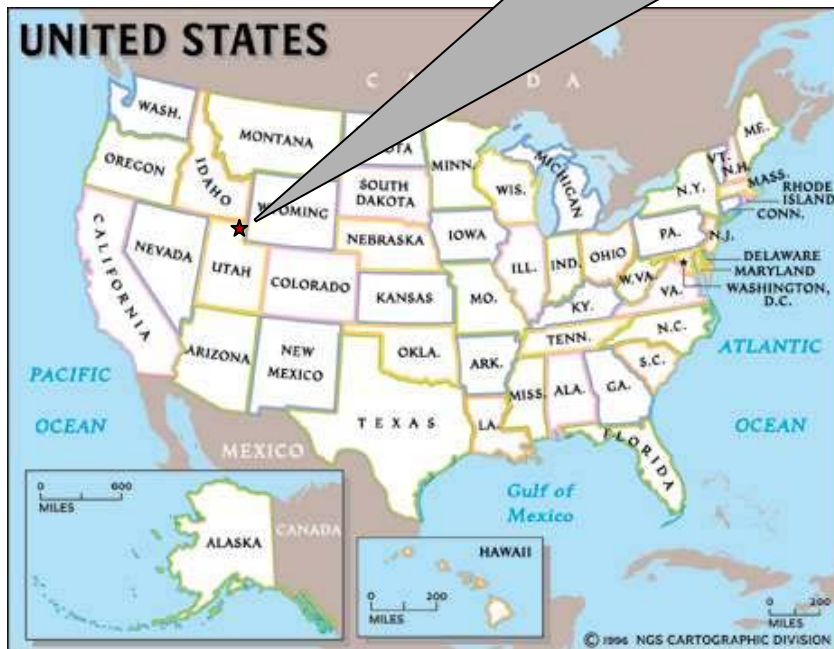 UNITED STATES
C A N A D A
WASH.
MONTANA
OTA
MINN.
OREGON
IDAHO
WYOMING
SOUTH
DAKOTA
WIS.
MICHIGAN
ME.
VT.
N.H.
MASS.
N.Y.
RHODE
ISLAND
CONN.
CALIFORNIA
NEVADA
UTAH
COLORADO
NEBRASKA
IOWA
ILL.
IND.
OHIO
PA.
N.J.
DELAWARE
MARYLAND
WASHINGTON,
D.C.
KANSAS
MO.
KY.
W.VA.
VA.
ARIZONA
NEW
MEXICO
OKLA.
ARK.
TENN.
N.C.
S.C.
ATLANTIC
OCEAN
PACIFIC
OCEAN
TEXAS
LA.
MISS.
ALA.
GA.
FLORIDA
MEXICO
Gulf of
Mexico
0 600
MILES
ALASKA
CANADA
HAWAII
0 200
MILES
0 200
MILES
© 1996 NGS CARTOGRAPHIC DIVISION